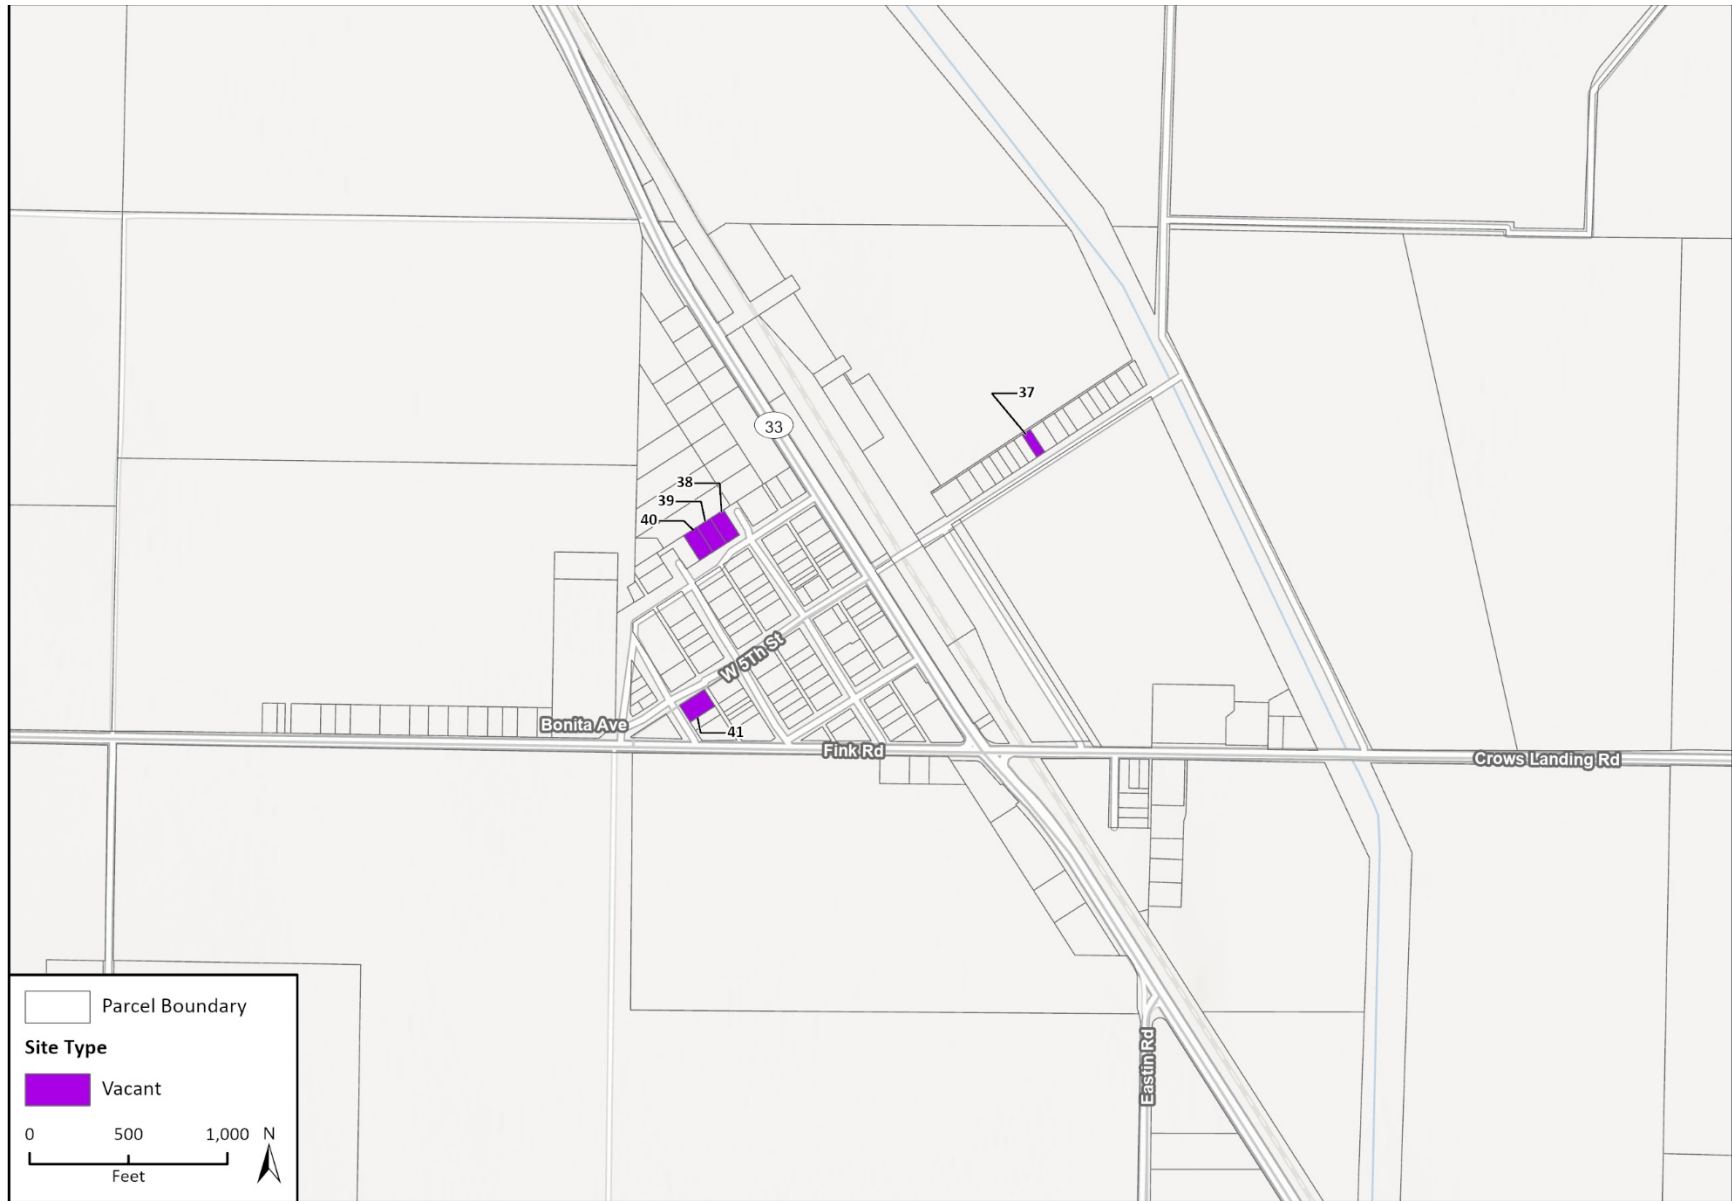 37
33
38
39
40
W 5Th St
Bonita Ave
41
Fink Rd
Crows Landing Rd
Eastin Rd
Parcel Boundary
Site Type
Vacant
0 500 1,000 N
Feet